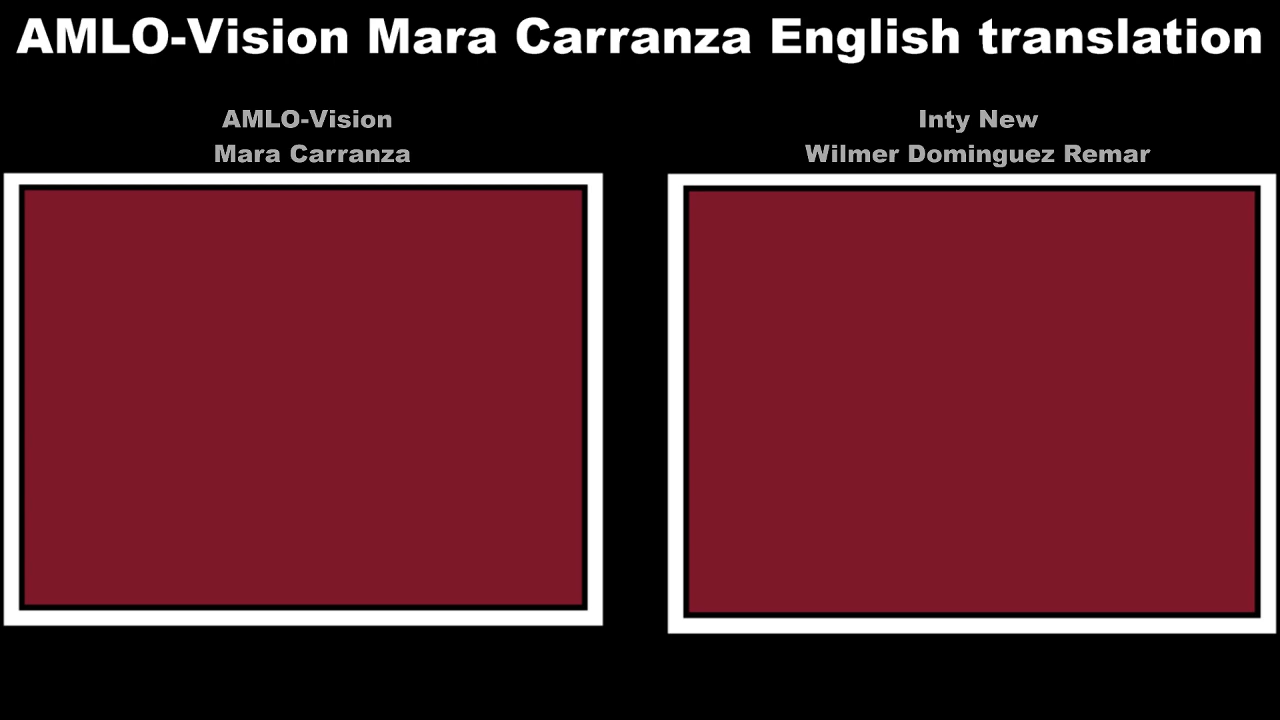 AMLO-Vision Mara Carranza English translation
AMLO-Vision
Mara Carranza
Inty New
Wilmer Dominguez Remar